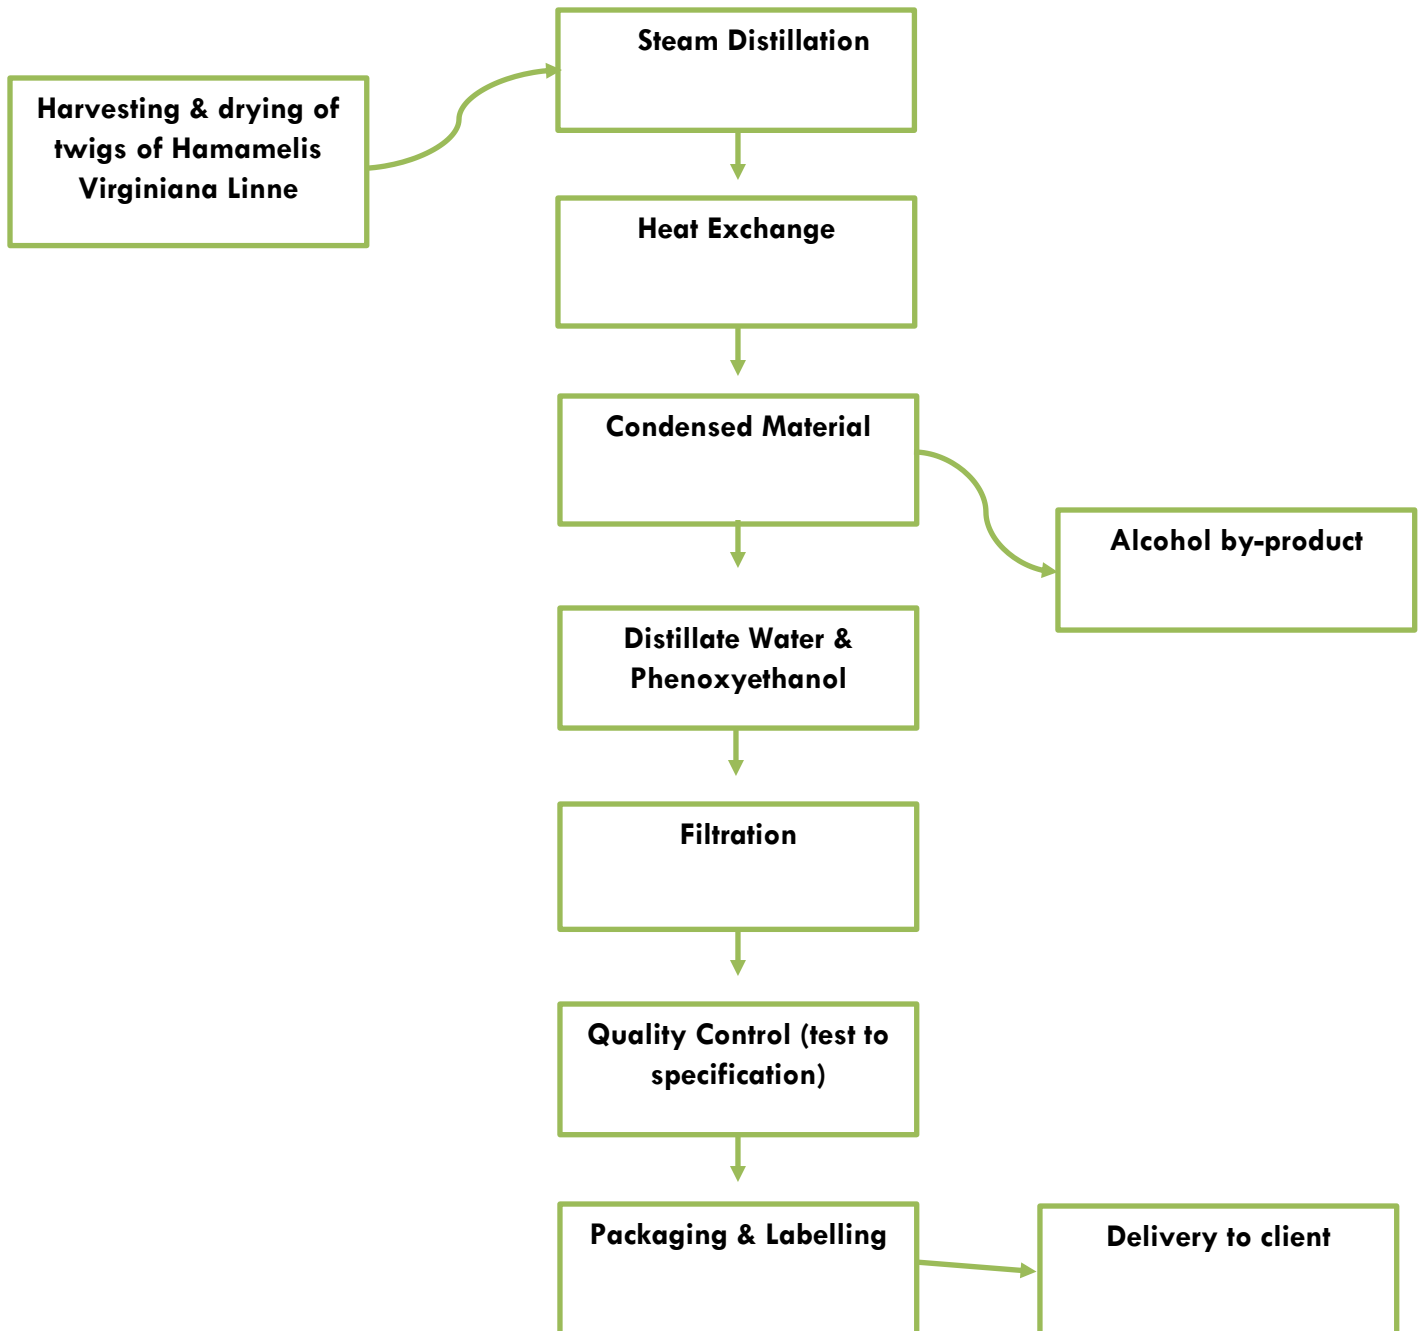 Steam Distillation
Harvesting & drying of
twigs of Hamamelis
Virginiana Linne
Heat Exchange
Condensed Material
Alcohol by-product
Distillate Water &
Phenoxyethanol
Filtration
Quality Control (test to
specification)
Packaging & Labelling
Delivery to client